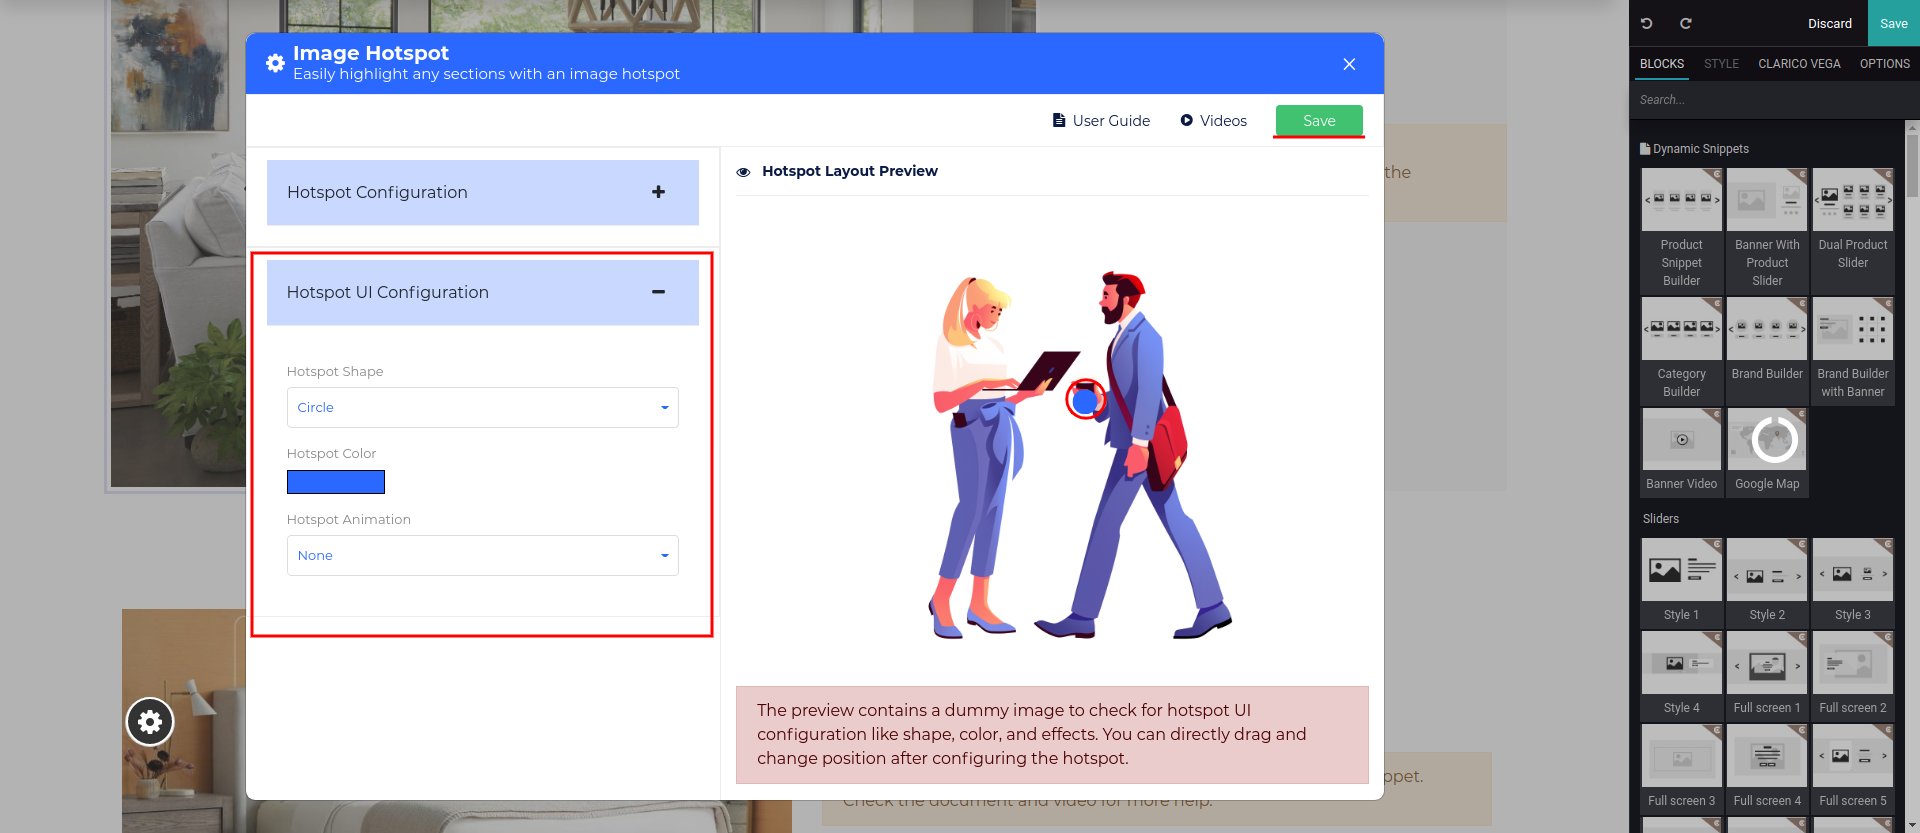 Image Hotspot
Easily highlight any sections with an image hotspot
User Guide
Videos
Save
Hotspot Configuration
Hotspot UI Configuration
Hotspot Shape
Circle
Hotspot Color
Hotspot Animation
None
Hotspot Layout Preview
The preview contains a dummy image to check for hotspot UI
configuration like shape, color, and effects. You can directly drag and
change position after configuring the hotspot.
the
ppet.
Check the document and video for more help.
Discard
Save
BLOCKS
STYLE
CLARICO VEGA
OPTIONS
Search...
Dynamic Snippets
Product
Snippet
Builder
Banner With
Product
Slider
Dual Product
Slider
Category
Builder
Brand Builder
Brand Builder
with Banner
Banner Video
Google Map
Sliders
Style 1
Style 2
Style 3
Style 4
Full screen 1
Full screen 2
Full screen 3
Full screen 4
Full screen 5